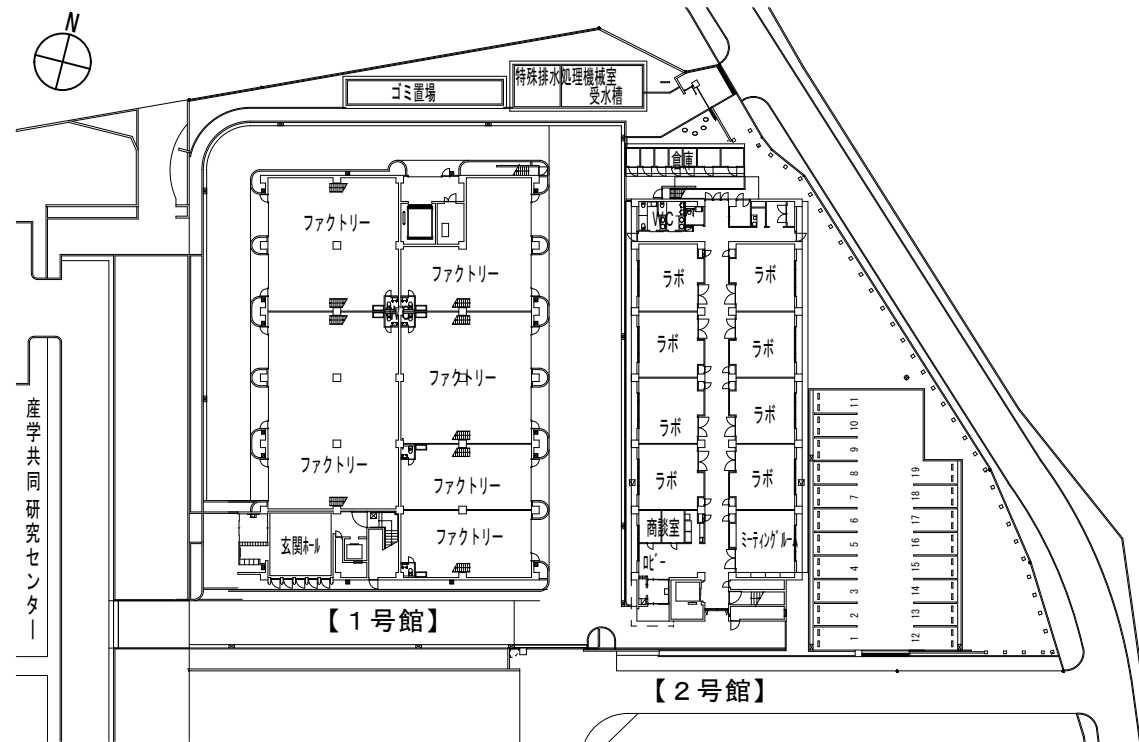 N
ゴミ置場
特殊排水処理機械室
受水槽
倉庫
WC
ファクトリー
ファクトリー
ファクトリー
ファクトリー
ファクトリー
ファクトリー
玄関ホール
【1号館】
産学共同研究センター
ラボ
ラボ
ラボ
ラボ
ラボ
ラボ
ラボ
ラボ
商談室
ミーティングルーム
ロビー
【2号館】
11
10
9
8
7
6
5
4
3
2
1
19
18
17
16
15
14
13
12